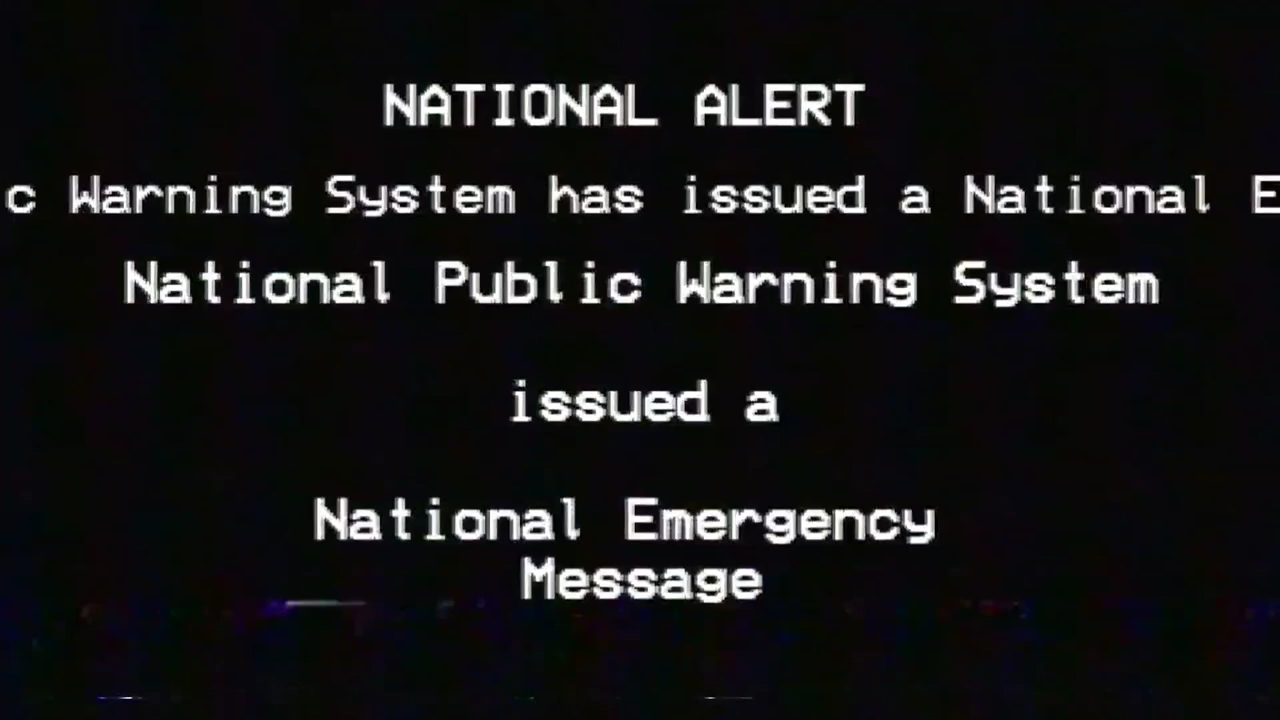 NATIONAL ALERT
c Warning System has issued a National E
National Public Warning System
issued a
National Emergency
Message